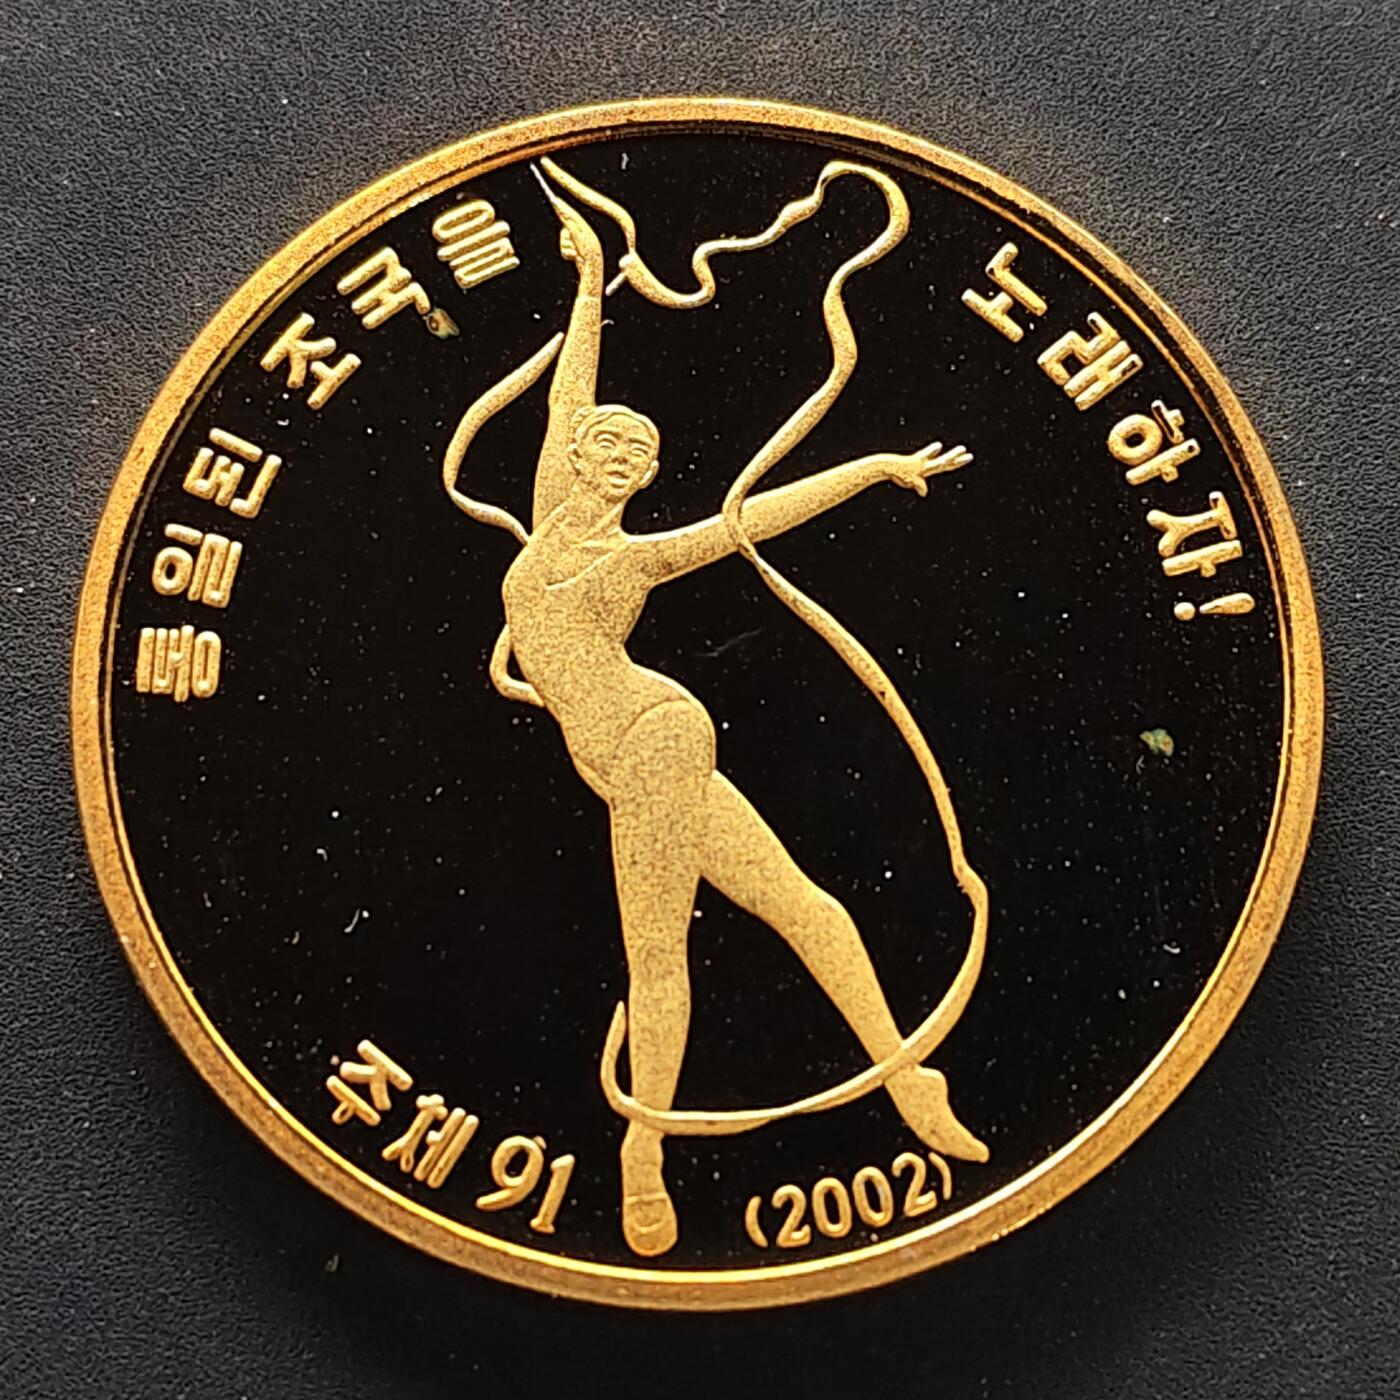 통일된 조국을 노래하자!
주체 91 (2002)